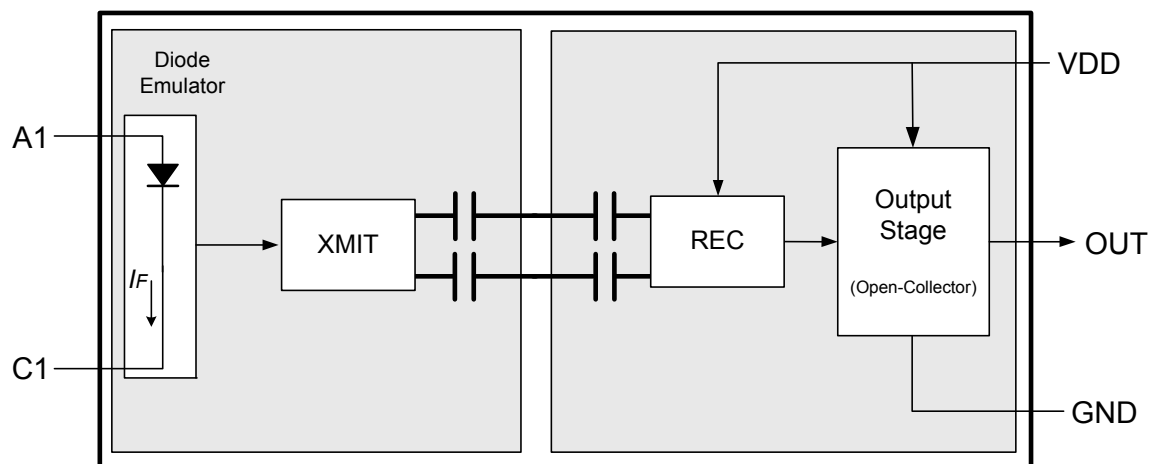 Diode
Emulator
VDD
A1
Output
Stage
(Open-Collector)
XMIT
REC
OUT
IF
C1
GND